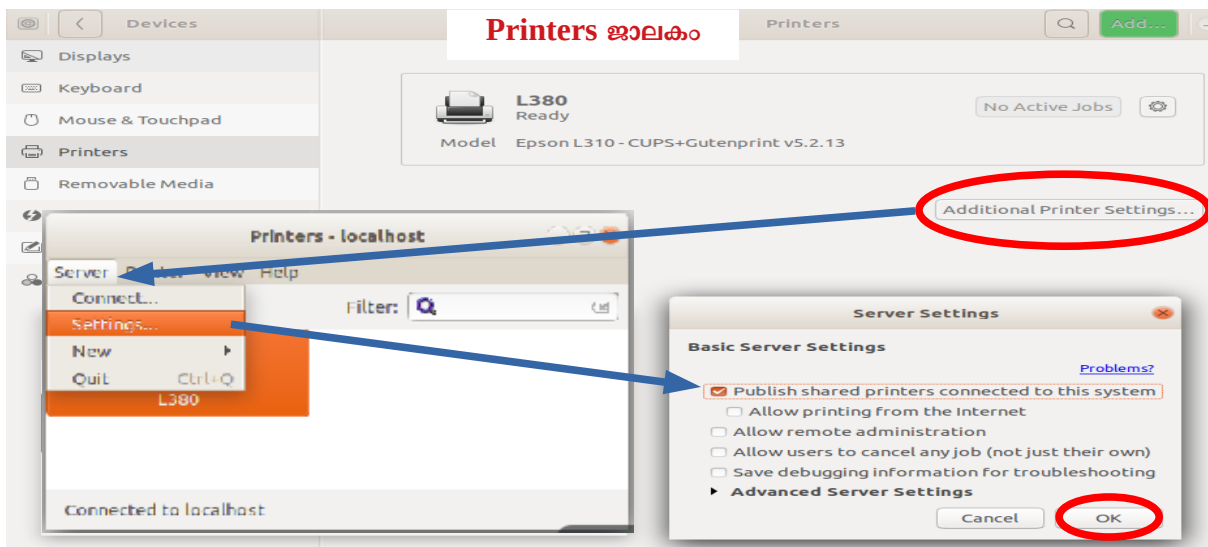 Devices
Printers ജാലകം
Printers
Add...
Displays
Keyboard
Mouse & Touchpad
Printers
Removable Media
L380
Ready
No Active Jobs
Model Epson L310 - CUPS+Gutenprint v5.2.13
Additional Printer Settings...
Printers - localhost
Server Printer View Help
Connect...
Settings...
New
Quit Ctrl+Q
Filter:
L380
Connected to localhost
Server Settings
Basic Server Settings
Problems?
Publish shared printers connected to this system
Allow printing from the Internet
Allow remote administration
Allow users to cancel any job (not just their own)
Save debugging information for troubleshooting
Advanced Server Settings
Cancel OK